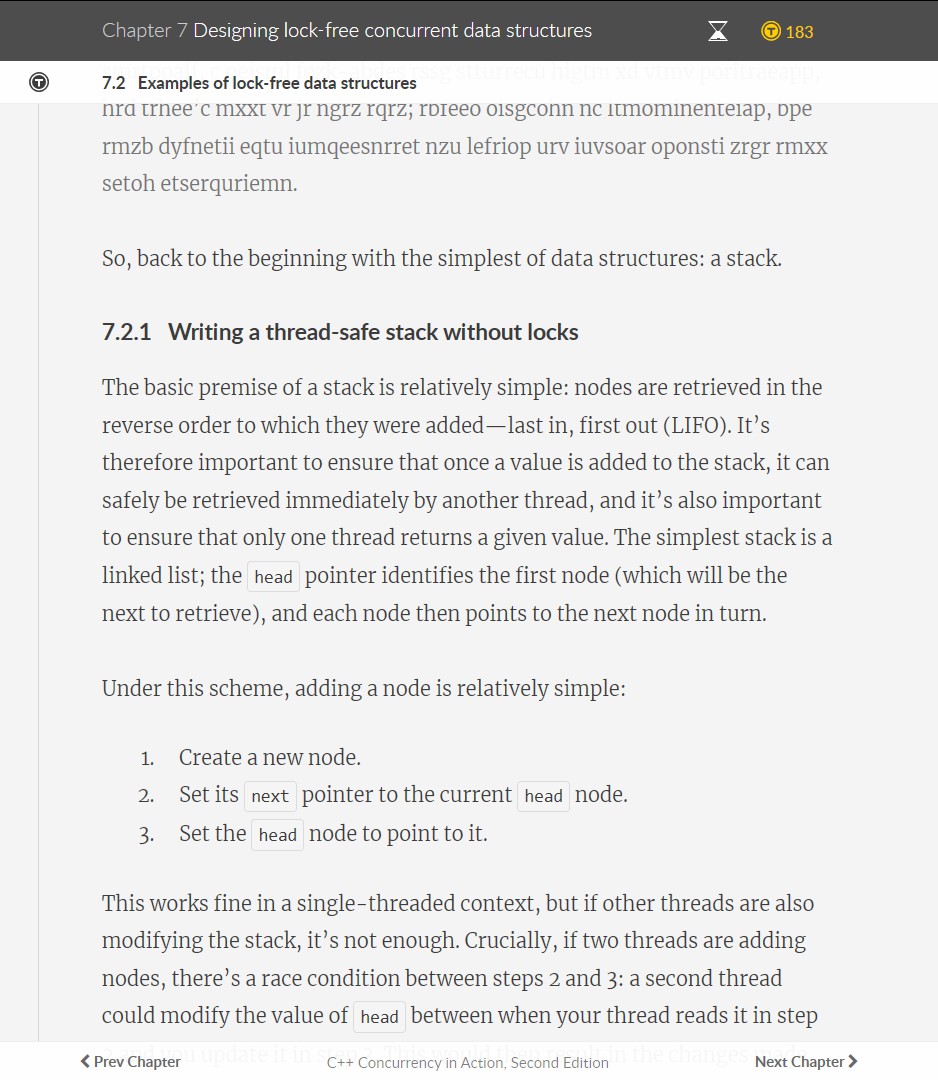 Chapter 7 Designing lock-free concurrent data structures
183
7.2 Examples of lock-free data structures
hrd trhee'c mxxt vr jr ngrz rqrz; rbfeeo olsgconn nc ltmominentelap, bpe
rmzb dyfnetii eqtu iumqeesnrret nzu lefriop urv iuvsoar oponsti zrgr rmxx
setoh etserquriemn.
So, back to the beginning with the simplest of data structures: a stack.
7.2.1 Writing a thread-safe stack without locks
The basic premise of a stack is relatively simple: nodes are retrieved in the
reverse order to which they were added—last in, first out (LIFO). It’s
therefore important to ensure that once a value is added to the stack, it can
safely be retrieved immediately by another thread, and it’s also important
to ensure that only one thread returns a given value. The simplest stack is a
linked list; the head pointer identifies the first node (which will be the
next to retrieve), and each node then points to the next node in turn.
Under this scheme, adding a node is relatively simple:
1. Create a new node.
2. Set its next pointer to the current head node.
3. Set the head node to point to it.
This works fine in a single-threaded context, but if other threads are also
modifying the stack, it’s not enough. Crucially, if two threads are adding
nodes, there’s a race condition between steps 2 and 3: a second thread
could modify the value of head between when your thread reads it in step
Prev Chapter
C++ Concurrency in Action, Second Edition
Next Chapter